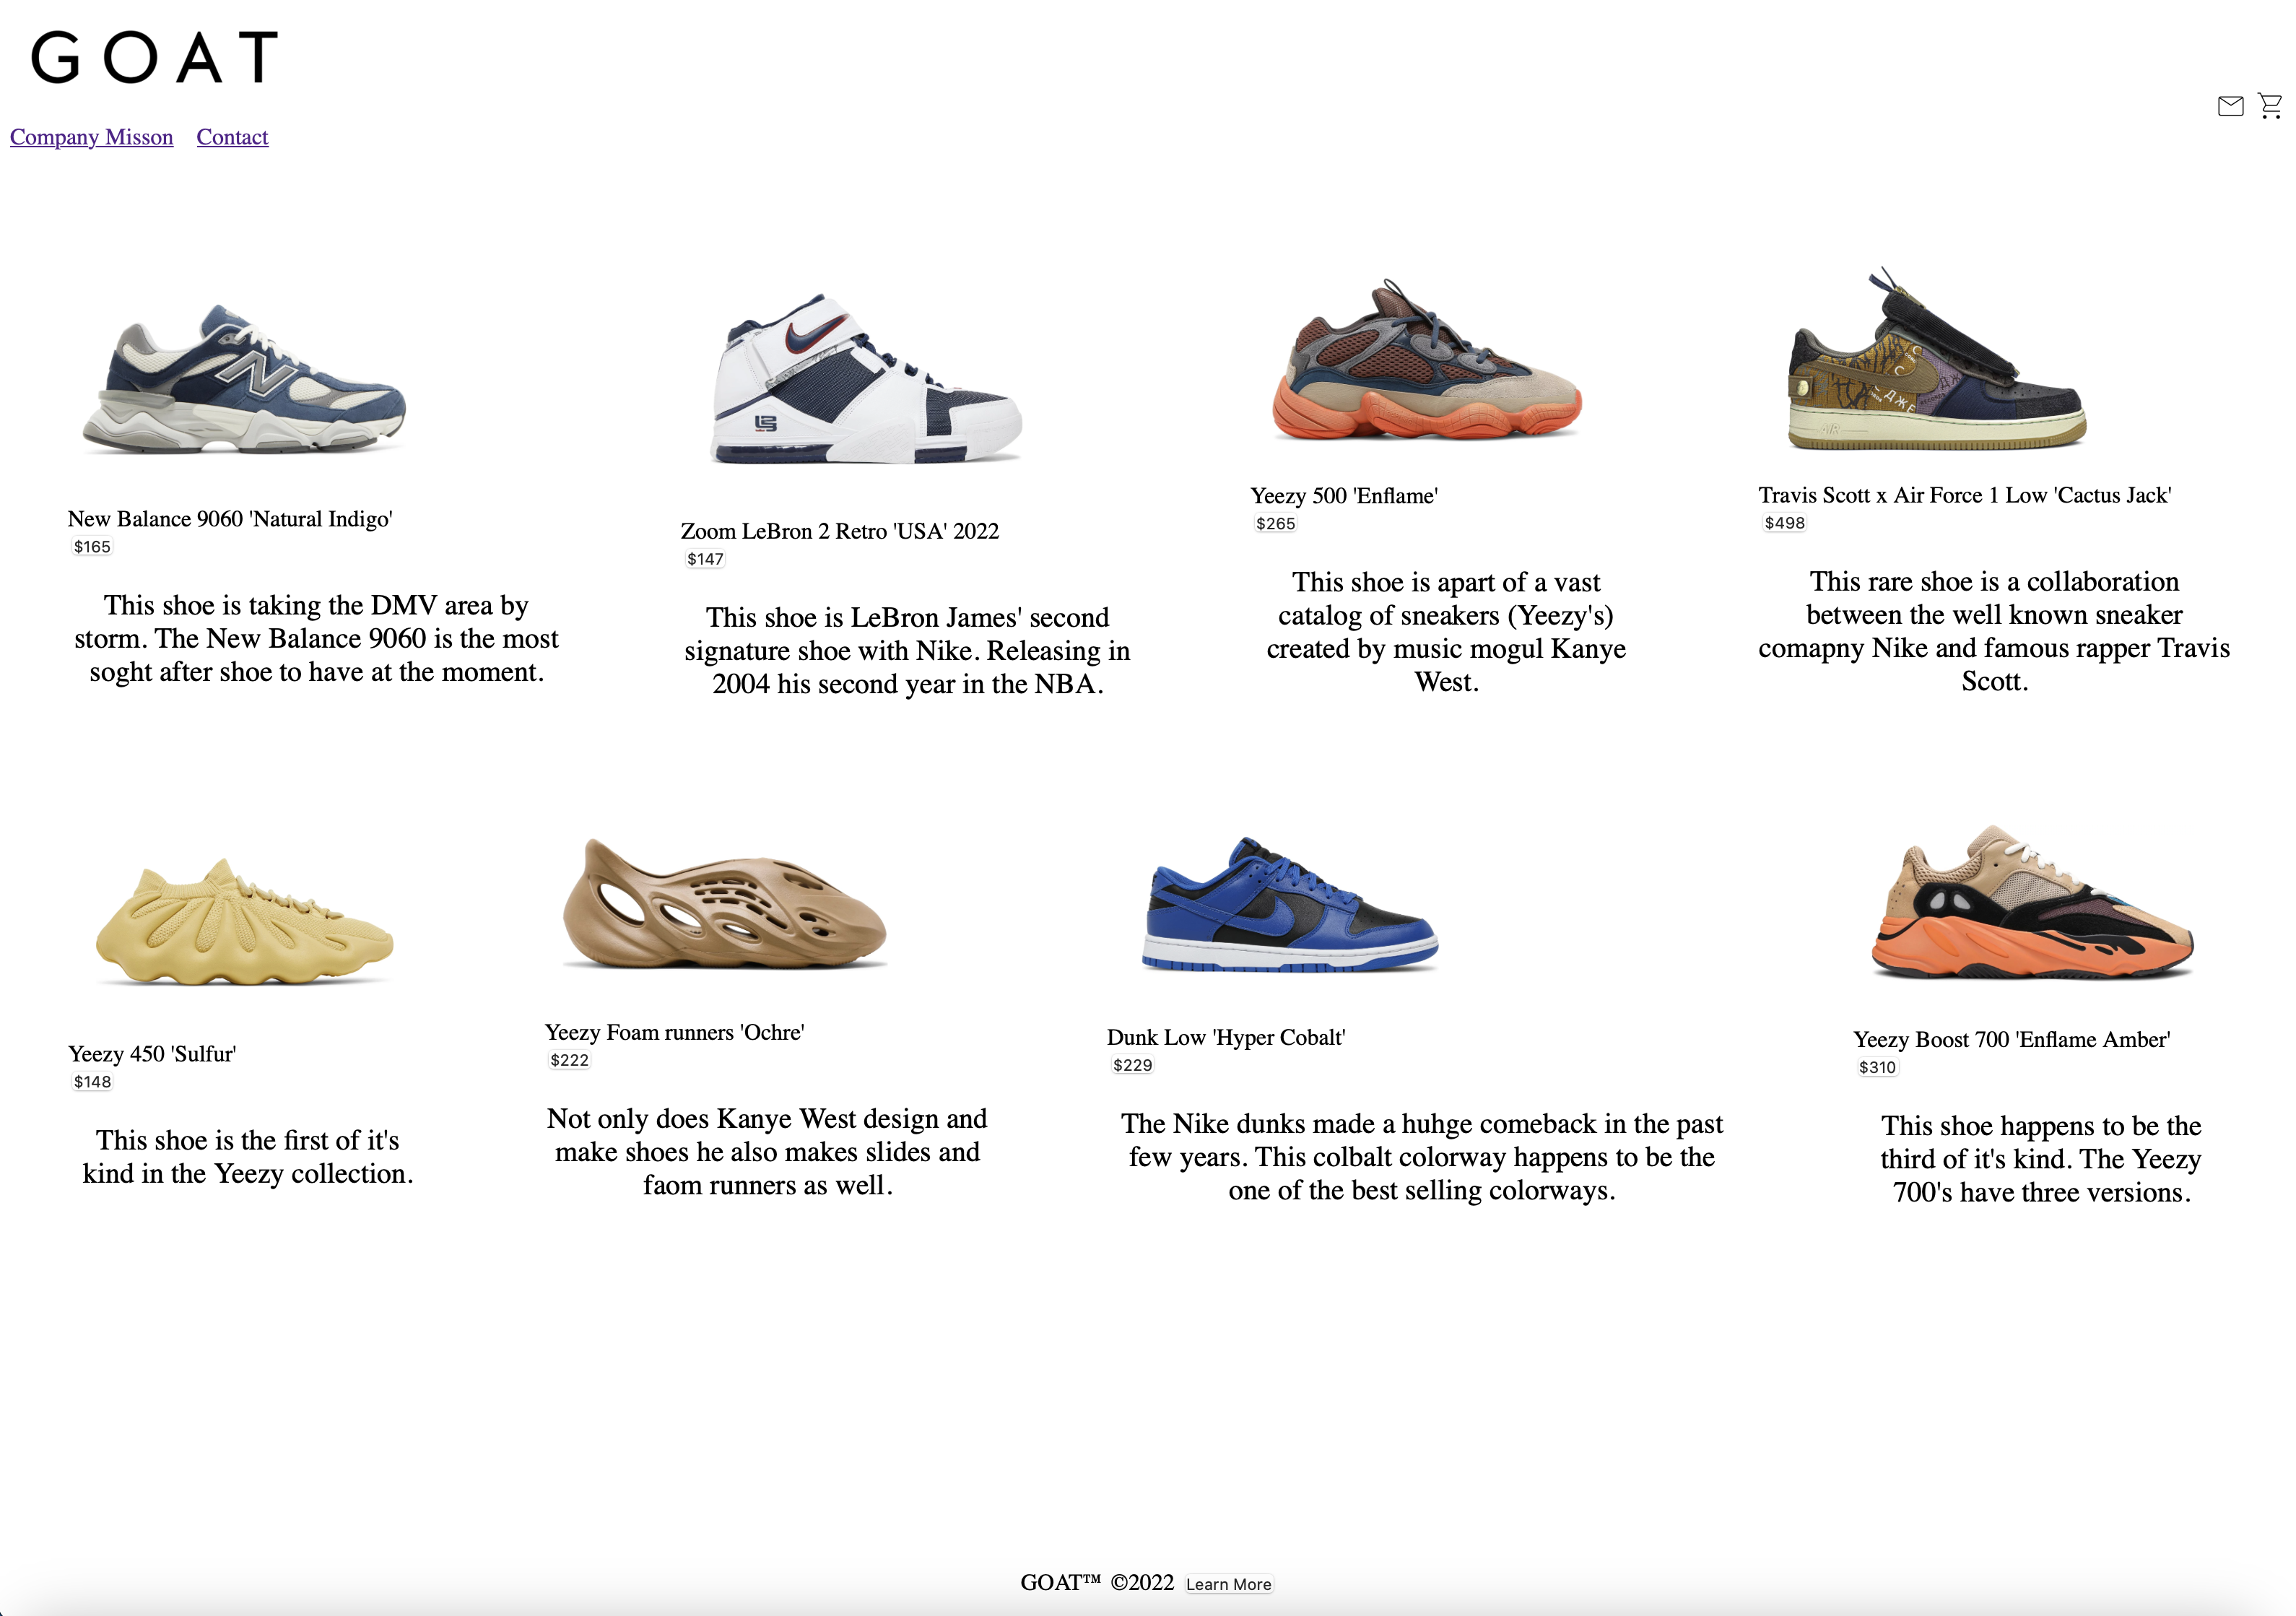 GOAT
Company Misson Contact
New Balance 9060 'Natural Indigo'
$165
This shoe is taking the DMV area by
storm. The New Balance 9060 is the most
soght after shoe to have at the moment.
Zoom LeBron 2 Retro 'USA' 2022
$147
This shoe is LeBron James' second
signature shoe with Nike. Releasing in
2004 his second year in the NBA.
Yeezy 500 'Enflame'
$265
This shoe is apart of a vast
catalog of sneakers (Yeezy's)
created by music mogul Kanye
West.
Travis Scott x Air Force 1 Low 'Cactus Jack'
$498
This rare shoe is a collaboration
between the well known sneaker
comapny Nike and famous rapper Travis
Scott.
Yeezy 450 'Sulfur'
$148
This shoe is the first of it's
kind in the Yeezy collection.
Yeezy Foam runners 'Ochre'
$222
Not only does Kanye West design and
make shoes he also makes slides and
faom runners as well.
Dunk Low 'Hyper Cobalt'
$229
The Nike dunks made a huhge comeback in the past
few years. This colbalt colorway happens to be the
one of the best selling colorways.
Yeezy Boost 700 'Enflame Amber'
$310
This shoe happens to be the
third of it's kind. The Yeezy
700's have three versions.
GOAT™ ©2022 Learn More